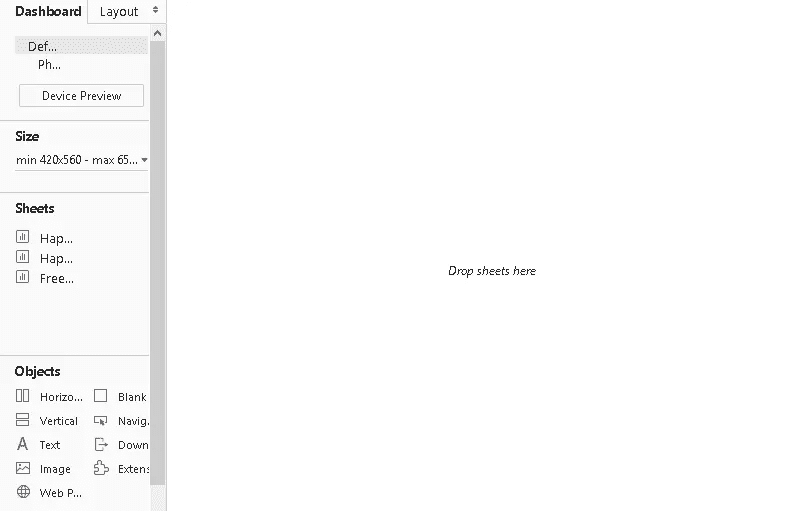 Dashboard Layout
Def...
Ph...
Device Preview
Size
min 420x560 - max 65...
Sheets
Hap...
Hap...
Free...
Drop sheets here
Objects
Horizo... Blank
Vertical Navig.
Text Down
Image Extens
Web P...